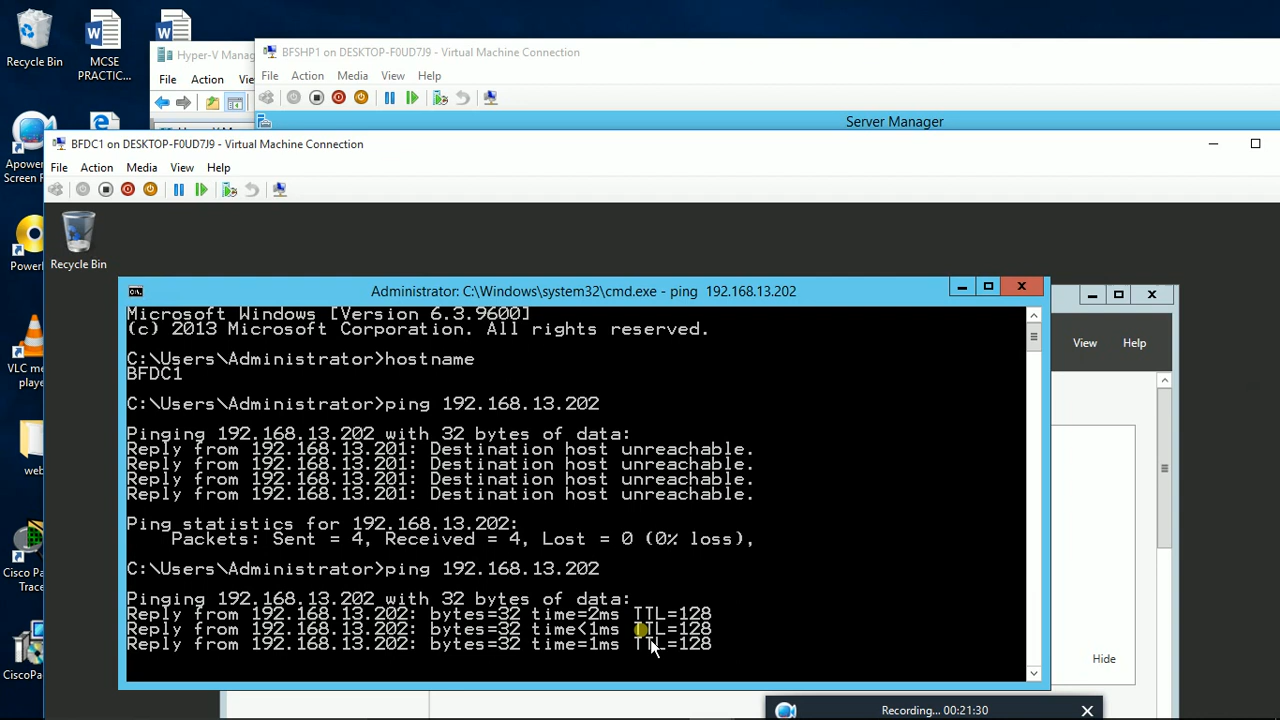 Recycle Bin
MCSE
PRACTIC...
Hyper-V Manag
File
Action
BFSHP1 on DESKTOP-F0UD7J9 - Virtual Machine Connection
File Action Media View Help
Server Manager
BFDC1 on DESKTOP-F0UD7J9 - Virtual Machine Connection
File Action Media View Help
Apower
Screen
Recycle Bin
VLC me
player
web
Cisco Pa
Trace
CiscoPa
Administrator: C:\Windows\system32\cmd.exe - ping 192.168.13.202
Microsoft Windows [Version 6.3.9600]
(c) 2013 Microsoft Corporation. All rights reserved.
C:\Users\Administrator>hostname
BFDC1
C:\Users\Administrator>ping 192.168.13.202
Pinging 192.168.13.202 with 32 bytes of data:
Reply from 192.168.13.201: Destination host unreachable.
Reply from 192.168.13.201: Destination host unreachable.
Reply from 192.168.13.201: Destination host unreachable.
Reply from 192.168.13.201: Destination host unreachable.
Ping statistics for 192.168.13.202:
Packets: Sent = 4, Received = 4, Lost = 0 (0% loss),
C:\Users\Administrator>ping 192.168.13.202
Pinging 192.168.13.202 with 32 bytes of data:
Reply from 192.168.13.202: bytes=32 time=2ms TTL=128
Reply from 192.168.13.202: bytes=32 time<1ms TTL=128
Reply from 192.168.13.202: bytes=32 time=1ms TTL=128
View Help
Hide
Recording... 00:21:30